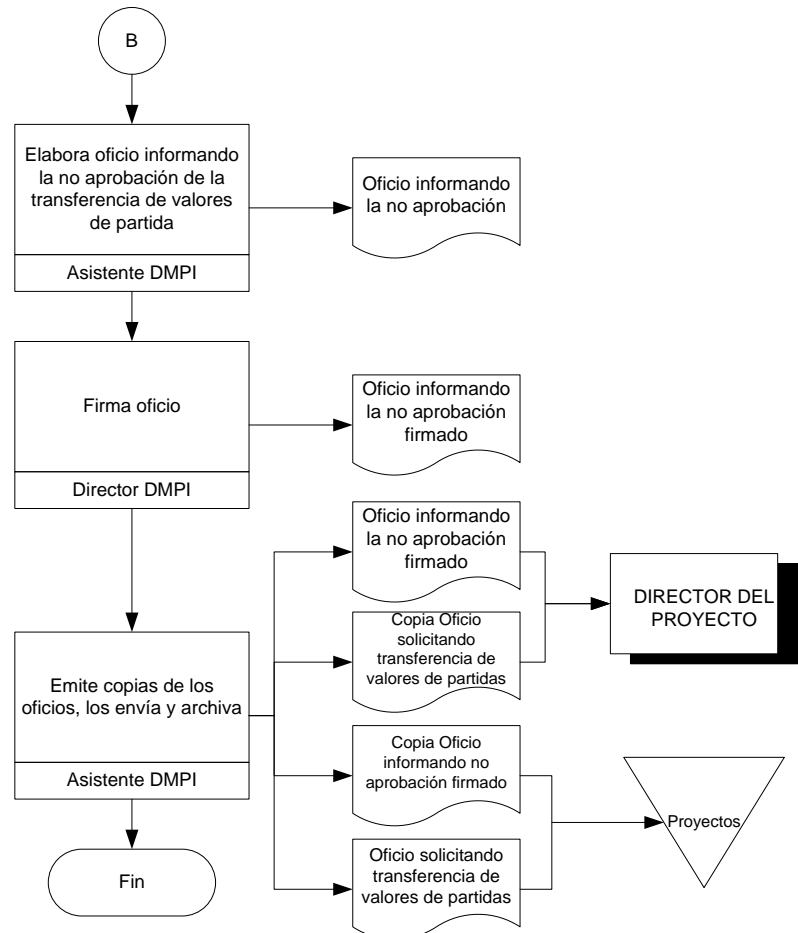 B
Elabora oficio informando
la no aprobación de la
transferencia de valores
de partida
Asistente DMPI
Oficio informando
la no aprobación
Firma oficio
Director DMPI
Oficio informando
la no aprobación
firmado
Emite copias de los
oficios, los envía y archiva
Asistente DMPI
Oficio informando
la no aprobación
firmado
Copia Oficio
solicitando
transferencia de
valores de partidas
DIRECTOR DEL
PROYECTO
Copia Oficio
informando no
aprobación firmado
Oficio solicitando
transferencia de
valores de partidas
Proyectos
Fin